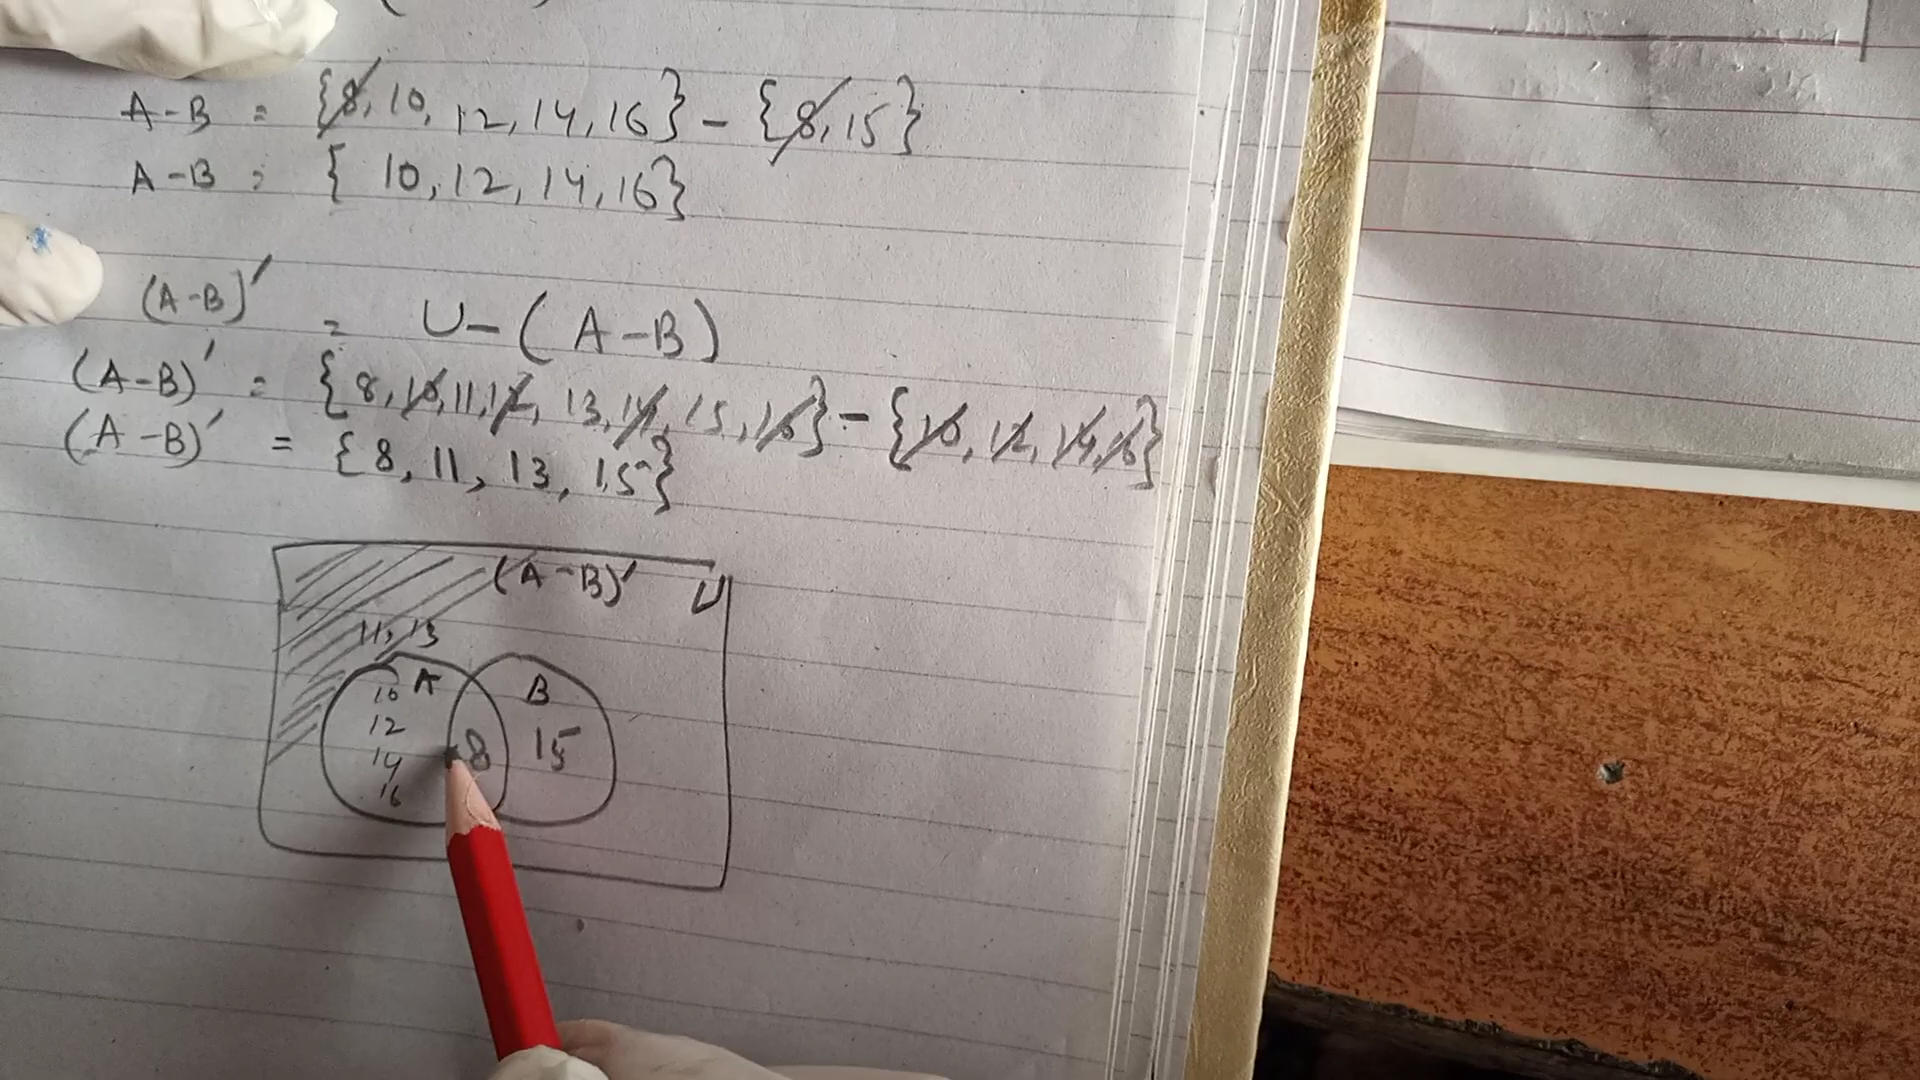 A-B = {8, 10, 12, 14, 16} - {8, 15}
A-B = { 10, 12, 14, 16}
(A-B)' = U-(A-B)
(A-B)' = {8, 10, 11, 12, 13, 14, 15, 16} - {10, 12, 14, 16}
(A-B)' = {8, 11, 13, 15}
(A-B)' U
11, 13
10 A B
12
8 15
14
16